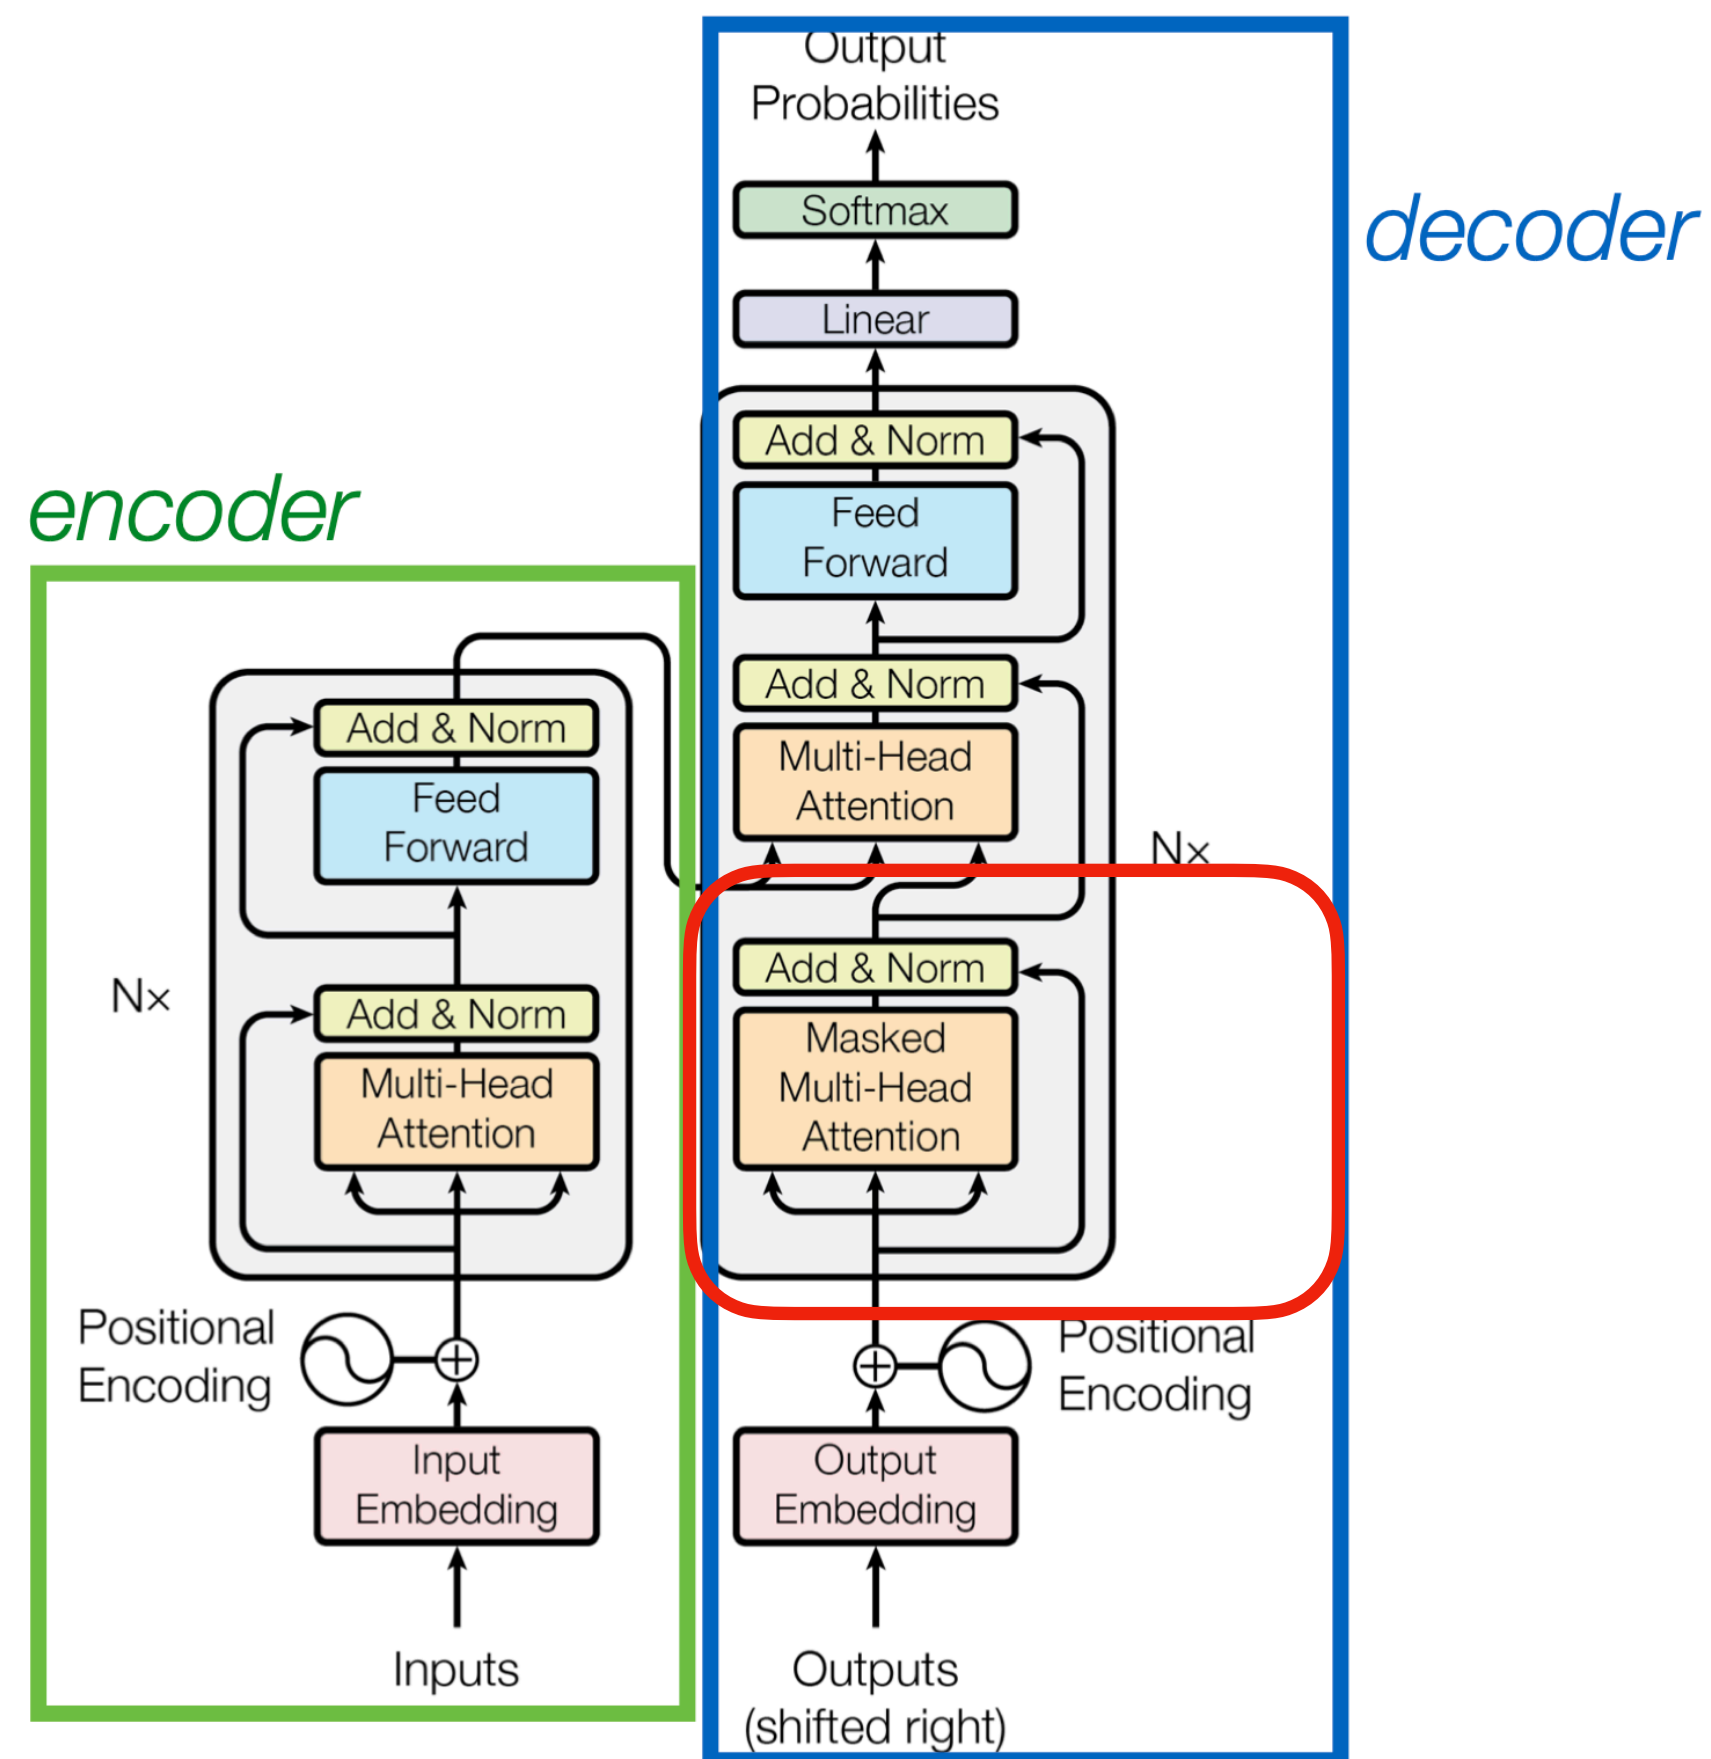 Output
Probabilities
Softmax
decoder
Linear
Add & Norm
Feed
Forward
Add & Norm
Multi-Head
Attention
N×
Add & Norm
Masked
Multi-Head
Attention
Positional
Encoding
Output
Embedding
Outputs
(shifted right)
encoder
Add & Norm
Feed
Forward
N×
Add & Norm
Multi-Head
Attention
Positional
Encoding
Input
Embedding
Inputs